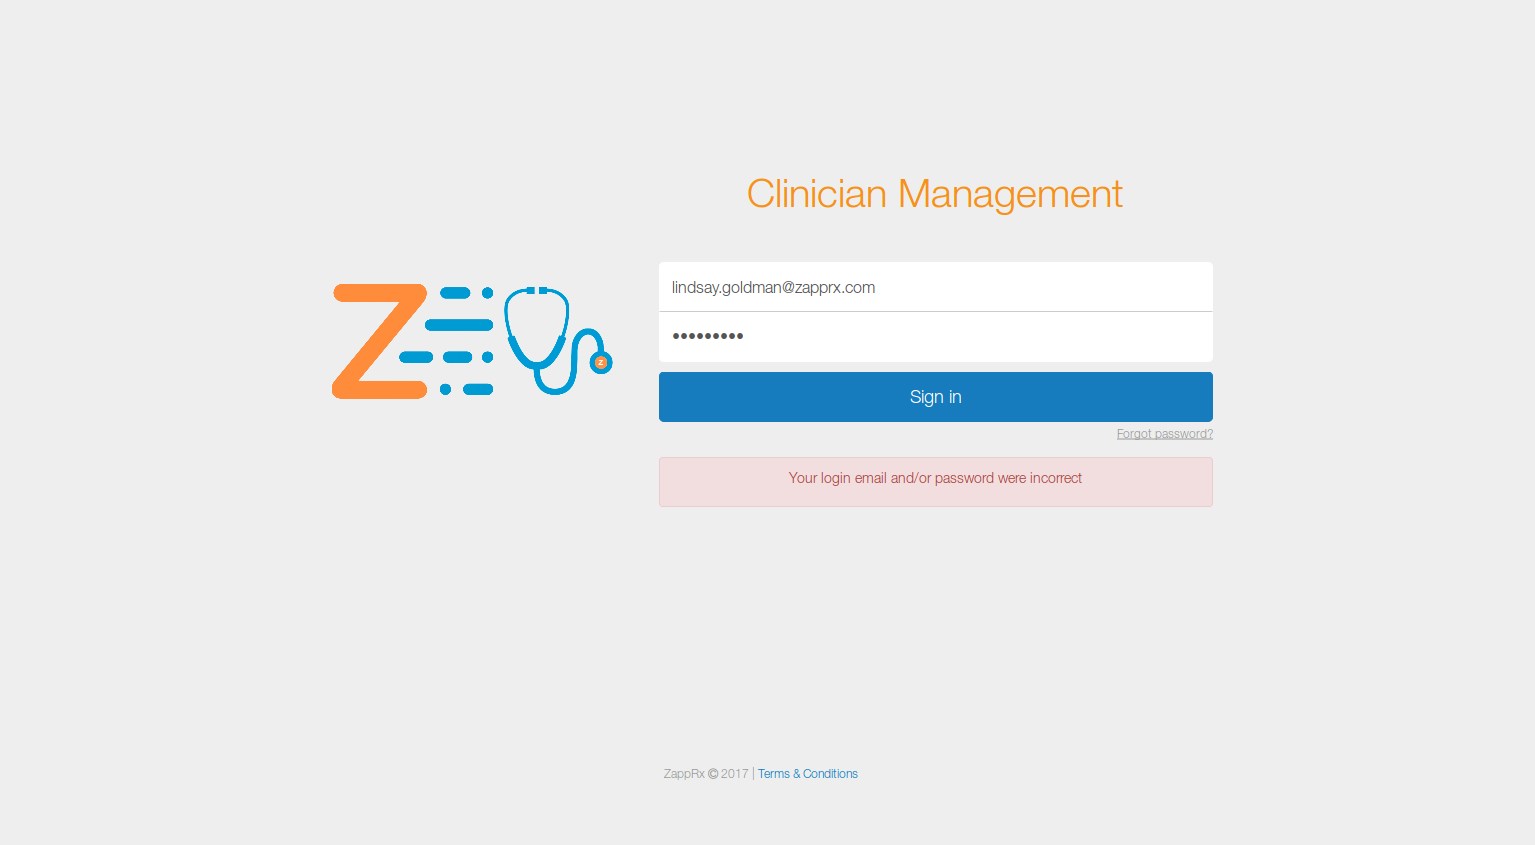 Clinician Management
lindsay.goldman@zapprx.com
•••••••••
Sign in
Forgot password?
Your login email and/or password were incorrect
ZappRx © 2017 | Terms & Conditions